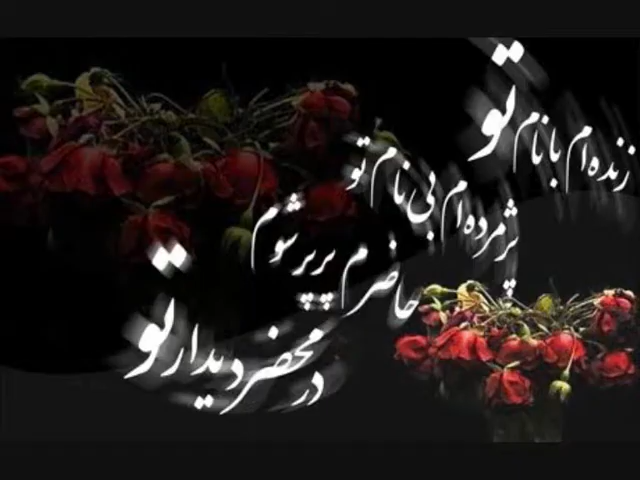 زنده‌ام با نام تو
پژمرده‌ام بی نام تو
حاضرم پرپر شوم
در محضر دیدار تو